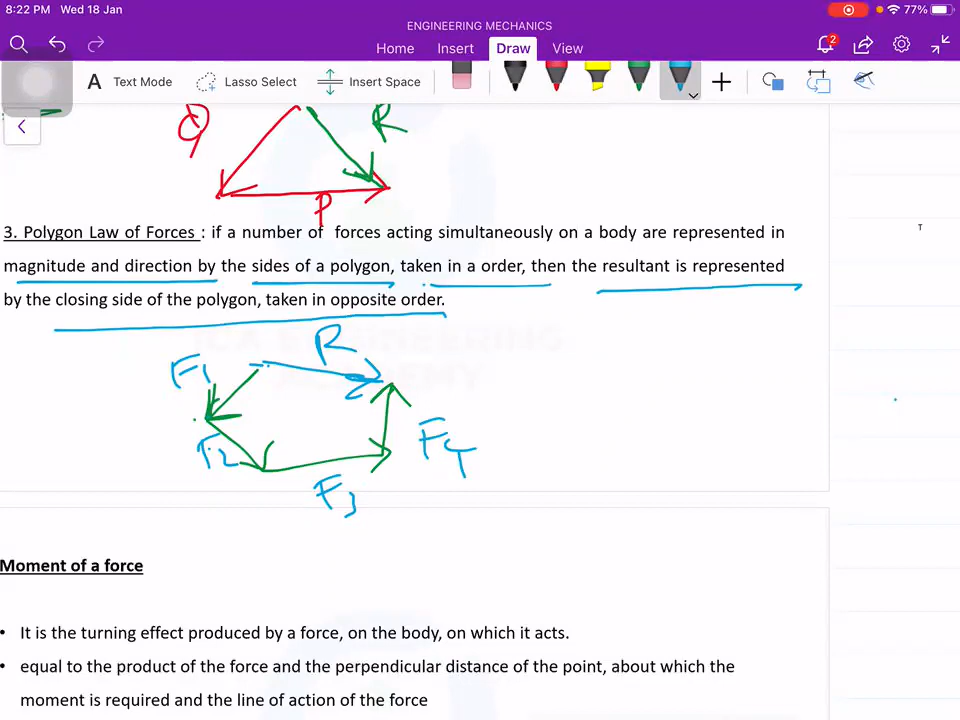 8:22 PM Wed 18 Jan
77%
ENGINEERING MECHANICS
Home Insert Draw View
2
A Text Mode Lasso Select Insert Space
Q R
P
3. Polygon Law of Forces : if a number of forces acting simultaneously on a body are represented in
magnitude and direction by the sides of a polygon, taken in a order, then the resultant is represented
by the closing side of the polygon, taken in opposite order.
ENGINEERING
ACADEMY
R
F1
F2
F4
F3
Moment of a force
• It is the turning effect produced by a force, on the body, on which it acts.
• equal to the product of the force and the perpendicular distance of the point, about which the
moment is required and the line of action of the force